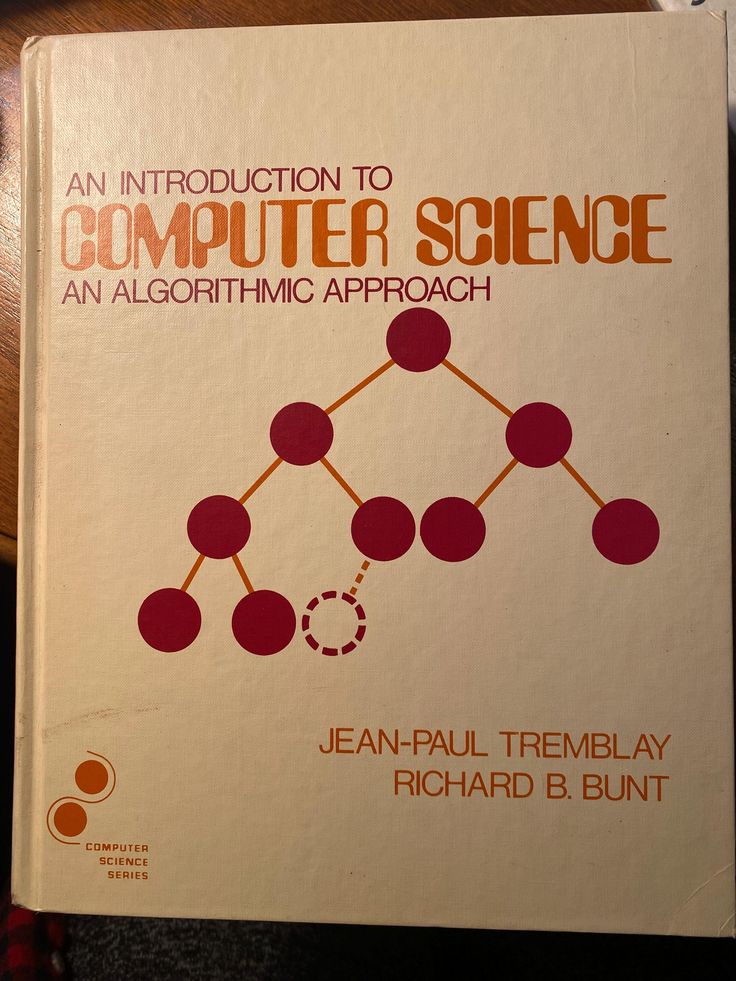 AN INTRODUCTION TO
COMPUTER SCIENCE
AN ALGORITHMIC APPROACH
JEAN-PAUL TREMBLAY
RICHARD B. BUNT
COMPUTER
SCIENCE
SERIES